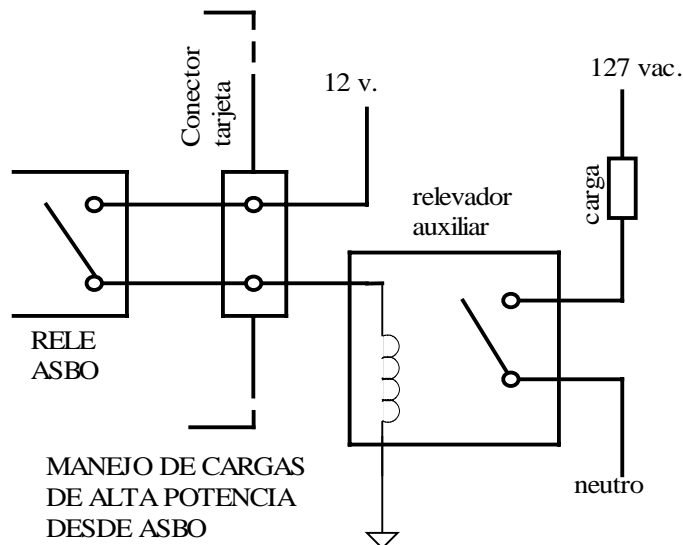 Conector
tarjeta
12 v.
127 vac.
carga
relevador
auxiliar
RELE
ASBO
neutro
MANEJO DE CARGAS
DE ALTA POTENCIA
DESDE ASBO